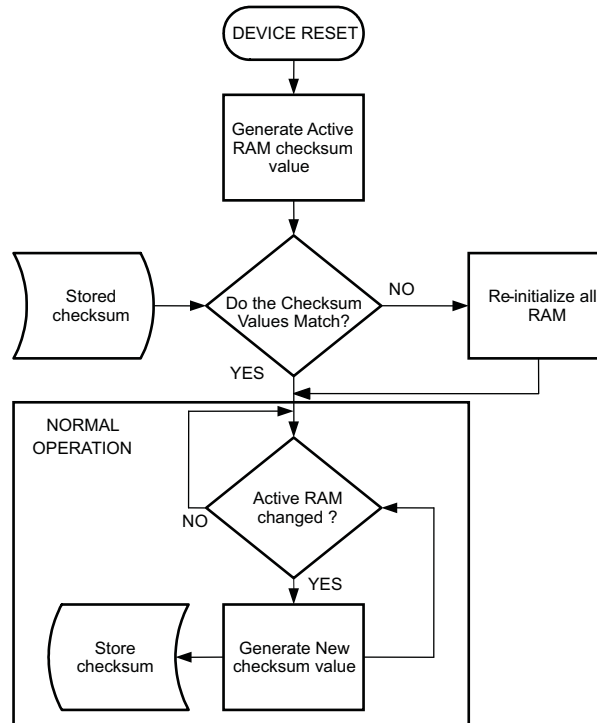 DEVICE RESET
Generate Active
RAM checksum
value
Stored
checksum
Do the Checksum
Values Match?
NO
Re-initialize all
RAM
YES
NORMAL
OPERATION
Active RAM
changed ?
NO
YES
Store
checksum
Generate New
checksum value